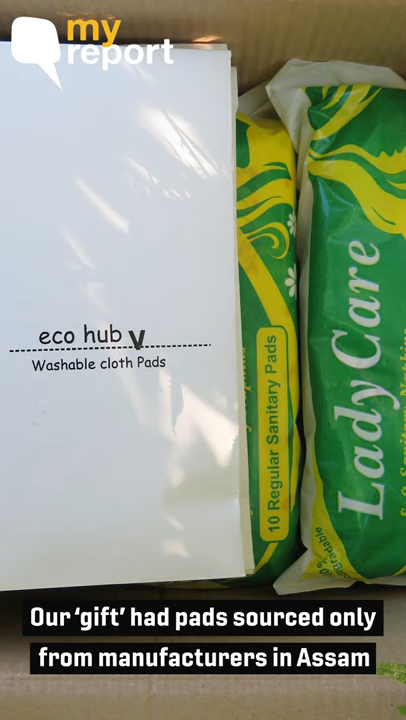 my
report
eco hub v
Washable cloth Pads
10 Regular Sanitary Pads
Lady Care
Our ‘gift’ had pads sourced only
from manufacturers in Assam